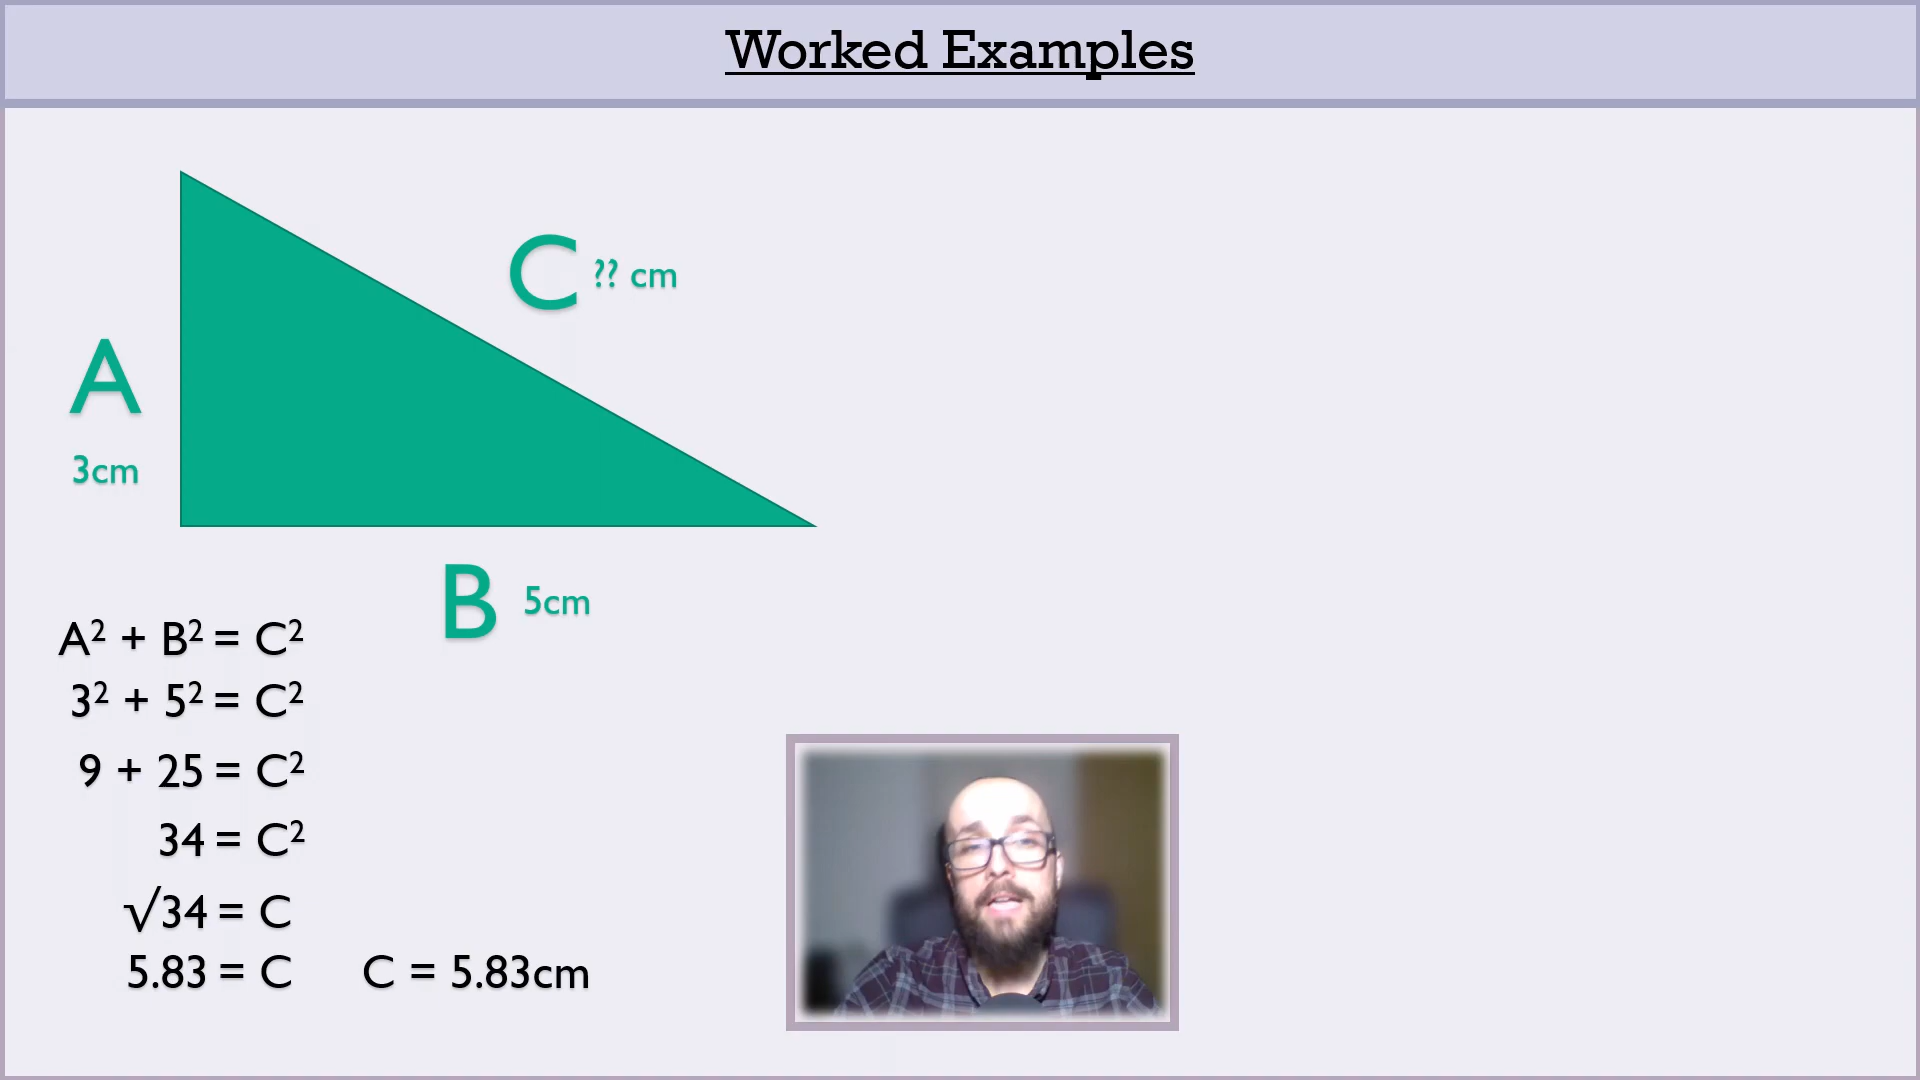 Worked Examples
C ?? cm
A
3cm
B 5cm
A² + B² = C²
3² + 5² = C²
9 + 25 = C²
34 = C²
√34 = C
5.83 = C C = 5.83cm